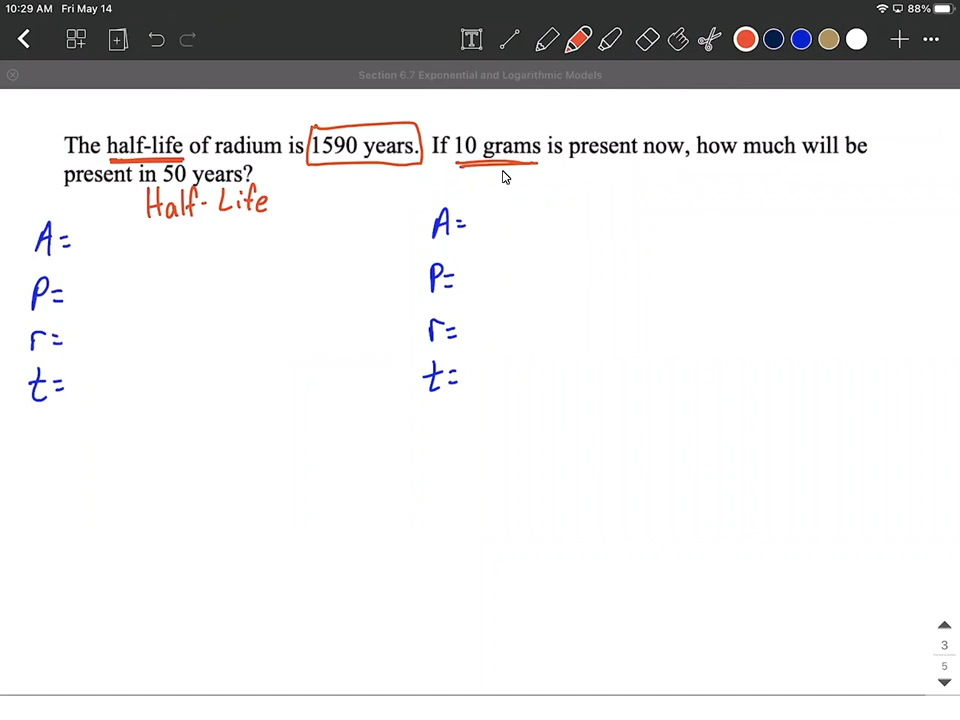 10:29 AM Fri May 14
88%
Section 6.7 Exponential and Logarithmic Models
The half-life of radium is 1590 years. If 10 grams is present now, how much will be
present in 50 years?
Half-Life
A=
P=
r=
t=
A=
P=
r=
t=
3
5